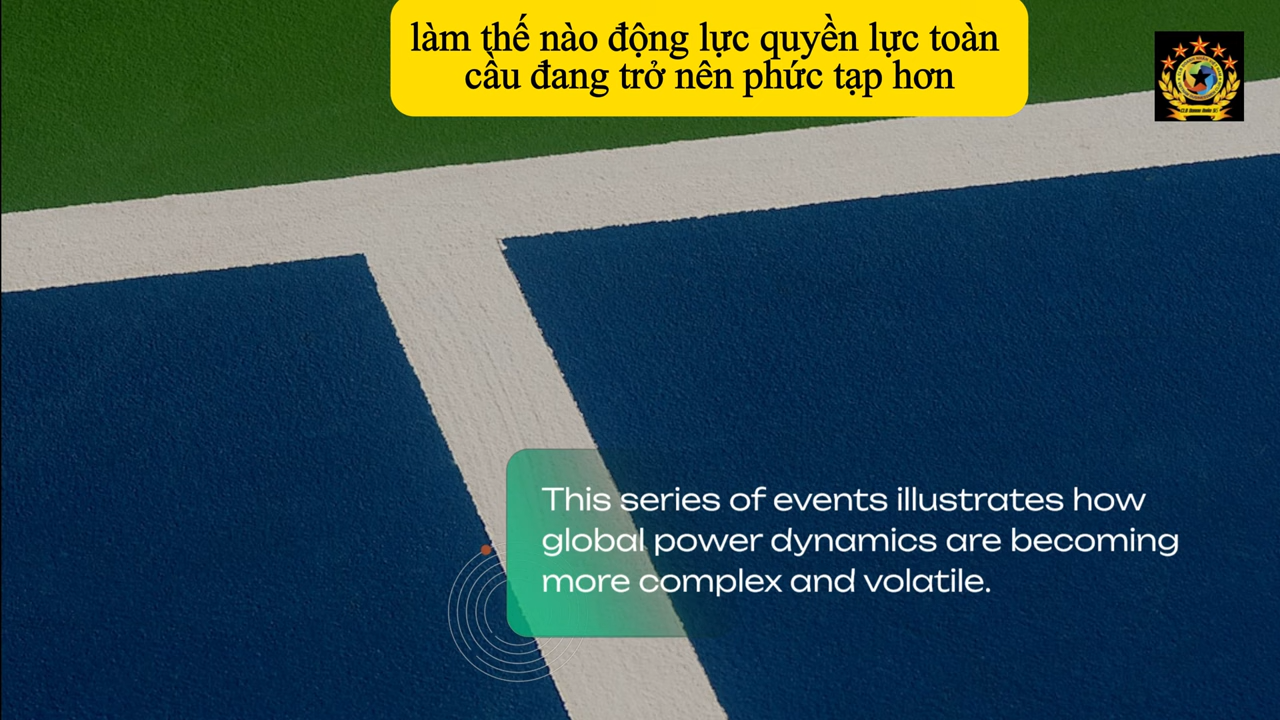 làm thế nào động lực quyền lực toàn
cầu đang trở nên phức tạp hơn
This series of events illustrates how
global power dynamics are becoming
more complex and volatile.